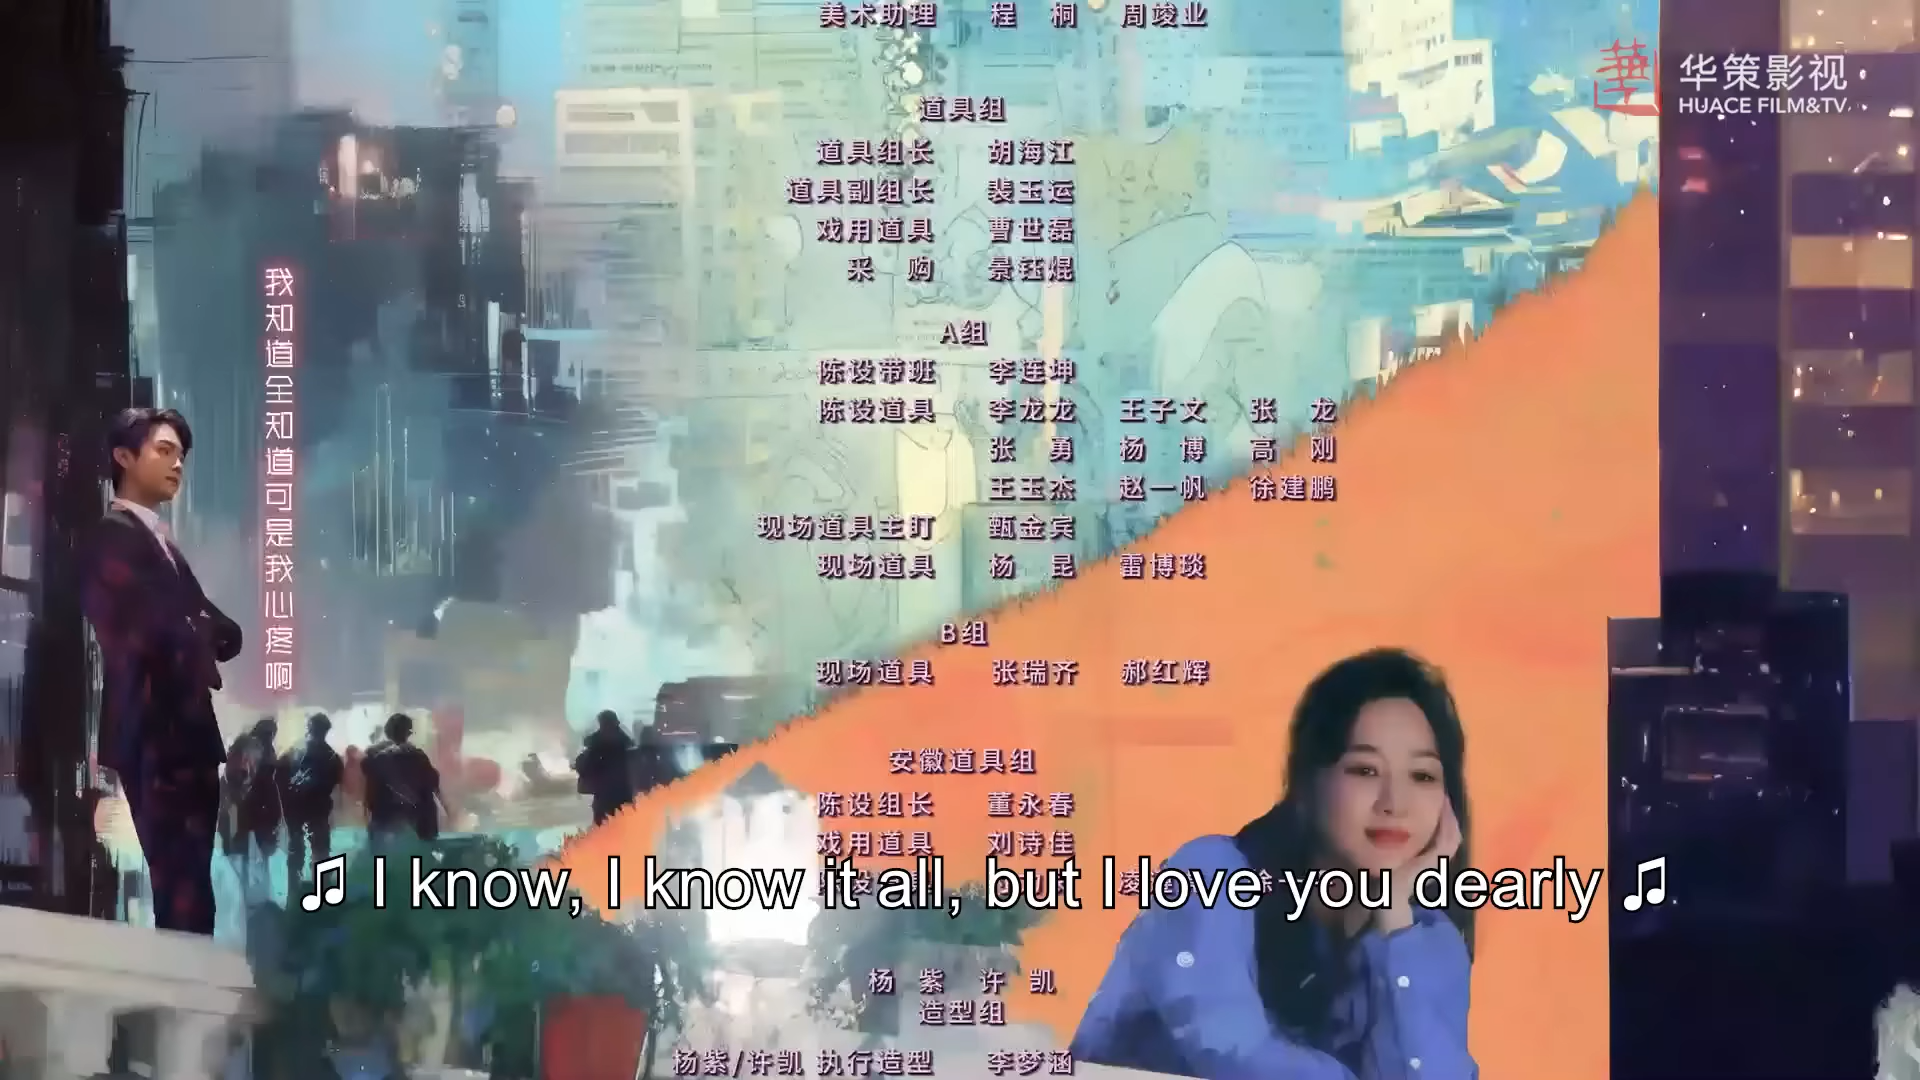 美术助理 程 桐 周竣业
华策影视
HUACE FILM&TV
道具组
道具组长 胡海江
道具副组长 裴玉运
戏用道具 曹世磊
采 购 景钰焜
A组
陈设带班 李连坤
陈设道具 李龙龙 王子文 张 龙
张 勇 杨 博 高 刚
王玉杰 赵一帆 徐建鹏
现场道具主盯 甄金宾
现场道具 杨 昆 雷博琰
B组
现场道具 张瑞齐 郝红辉
安徽道具组
陈设组长 董永春
戏用道具 刘诗佳
我知道全知道可是我心疼啊
♫ I know, I know it all, but I love you dearly ♫
杨 紫 许 凯
造型组
杨紫/许凯 执行造型 李梦涵